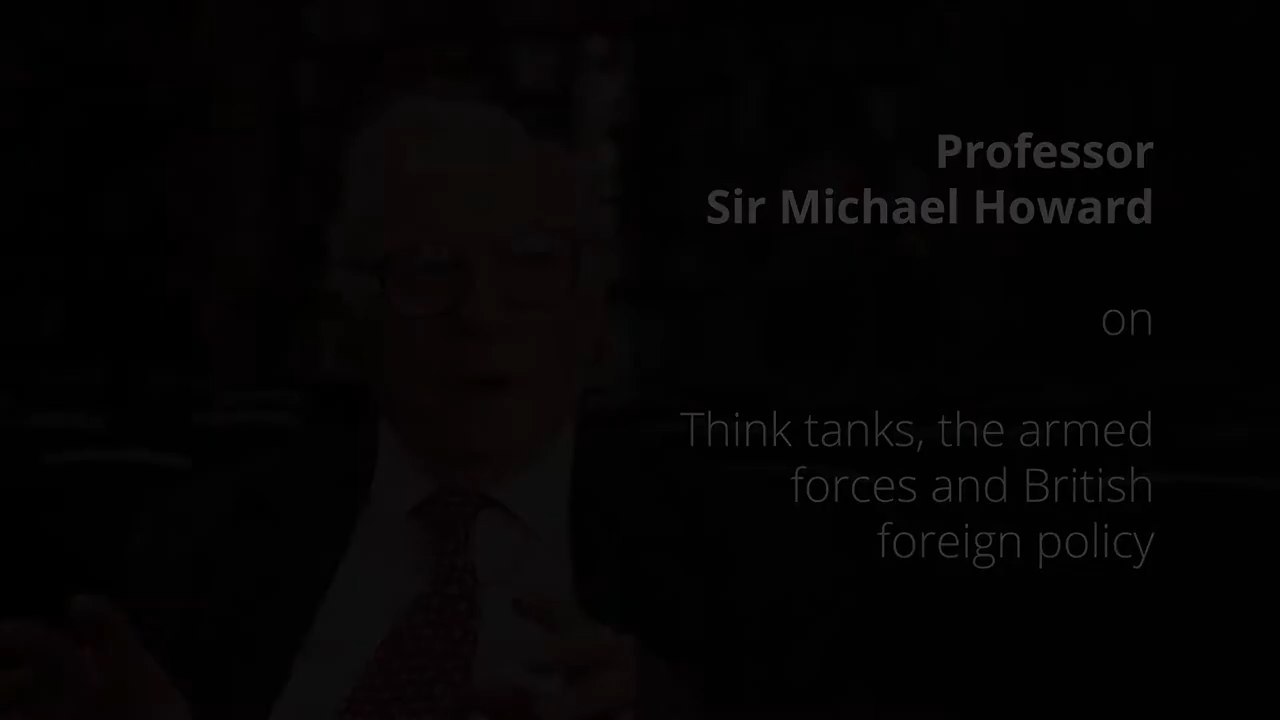 Professor
Sir Michael Howard
on
Think tanks, the armed
forces and British
foreign policy